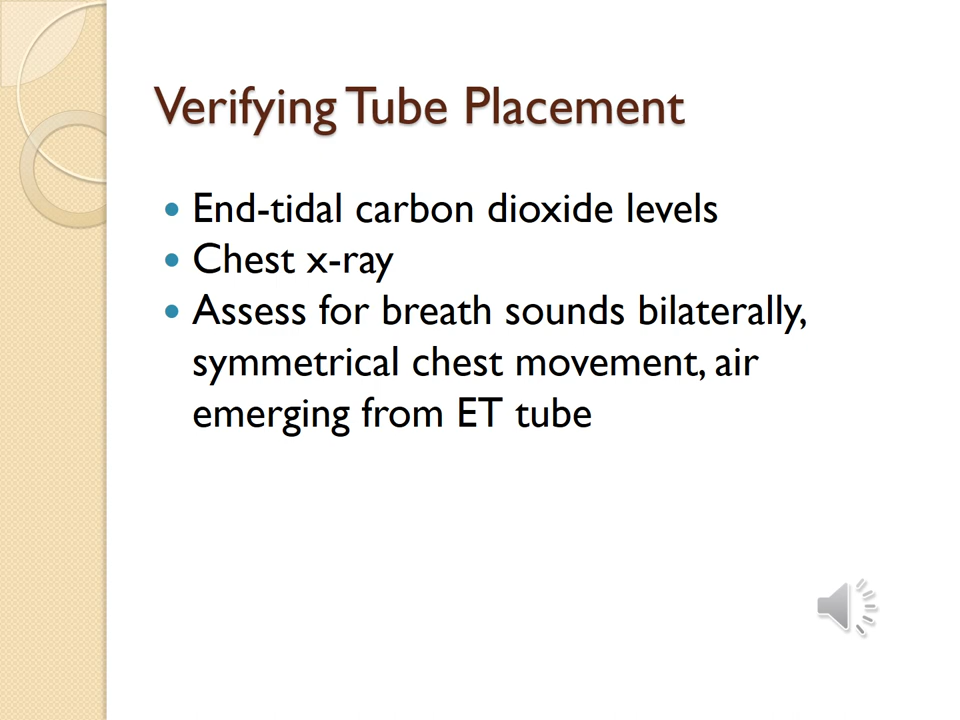 Verifying Tube Placement
• End-tidal carbon dioxide levels
• Chest x-ray
• Assess for breath sounds bilaterally,
symmetrical chest movement, air
emerging from ET tube